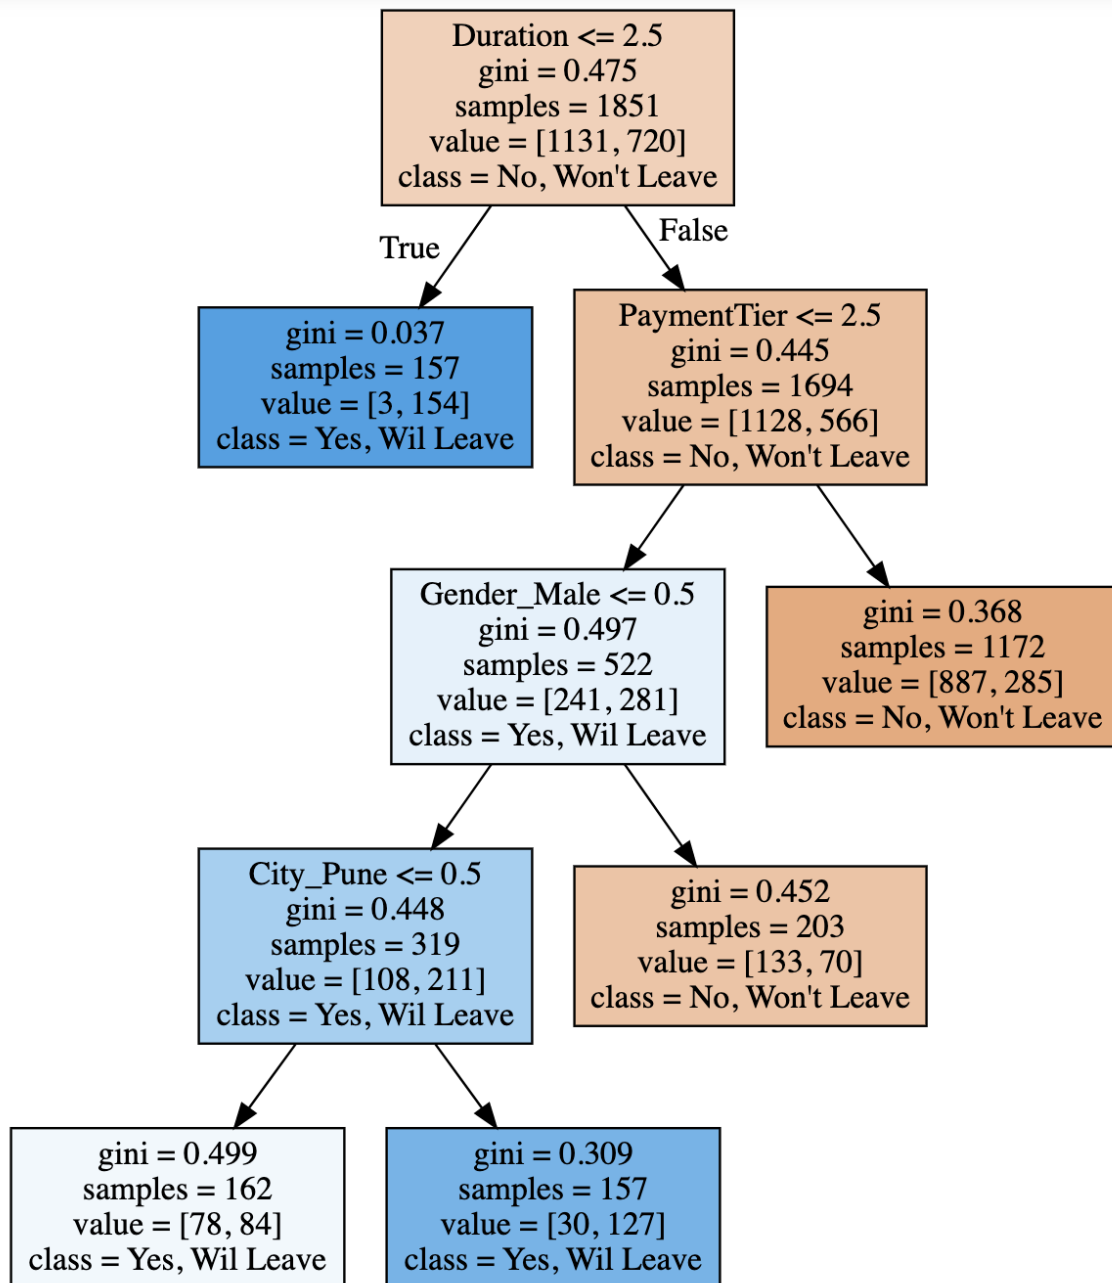 Duration <= 2.5
gini = 0.475
samples = 1851
value = [1131, 720]
class = No, Won't Leave
True
False
gini = 0.037
samples = 157
value = [3, 154]
class = Yes, Wil Leave
PaymentTier <= 2.5
gini = 0.445
samples = 1694
value = [1128, 566]
class = No, Won't Leave
Gender_Male <= 0.5
gini = 0.497
samples = 522
value = [241, 281]
class = Yes, Wil Leave
gini = 0.368
samples = 1172
value = [887, 285]
class = No, Won't Leave
City_Pune <= 0.5
gini = 0.448
samples = 319
value = [108, 211]
class = Yes, Wil Leave
gini = 0.452
samples = 203
value = [133, 70]
class = No, Won't Leave
gini = 0.499
samples = 162
value = [78, 84]
class = Yes, Wil Leave
gini = 0.309
samples = 157
value = [30, 127]
class = Yes, Wil Leave